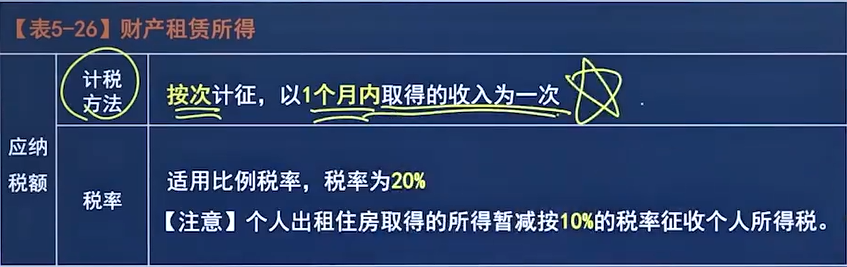 【表5-26】财产租赁所得
应纳
税额
计税
方法
按次计征，以1个月内取得的收入为一次
税率
适用比例税率，税率为20%
【注意】个人出租住房取得的所得暂减按10%的税率征收个人所得税。